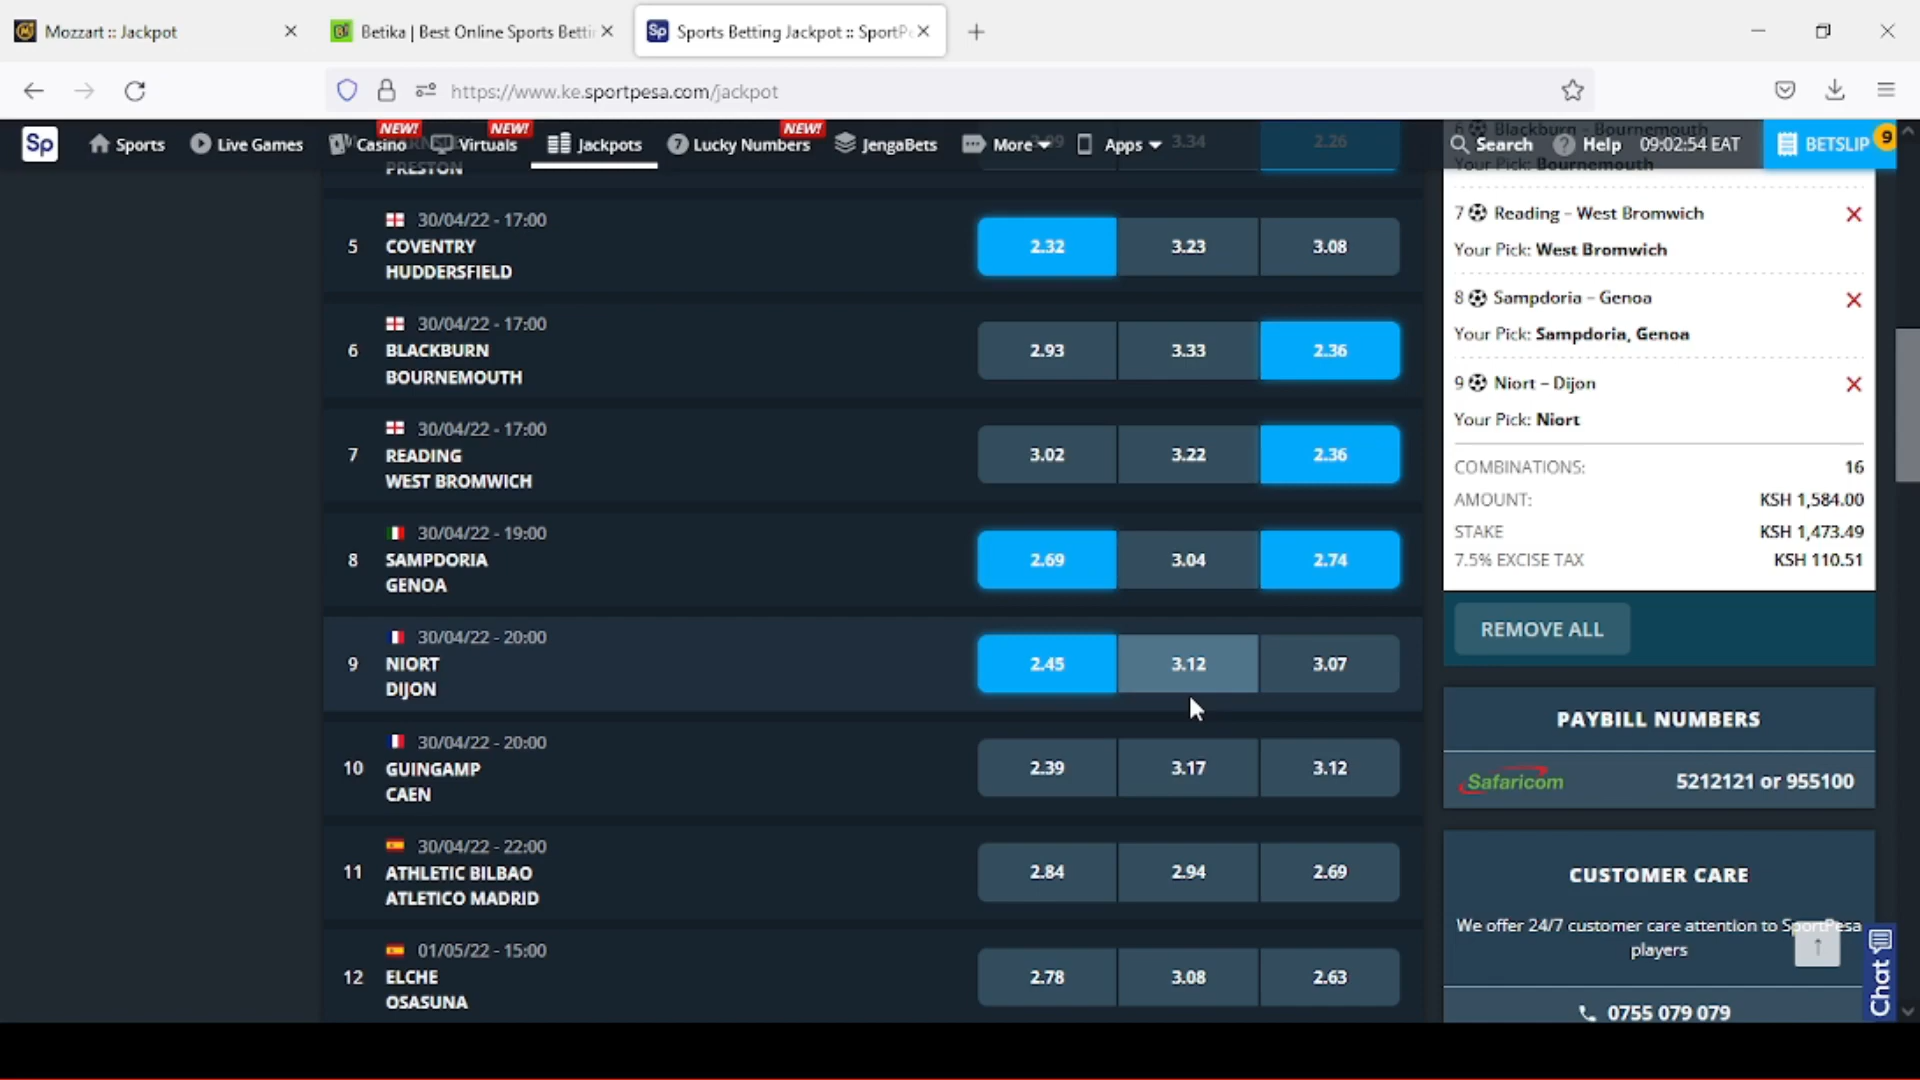 Mozzart :: Jackpot
Betika | Best Online Sports Betti
Sports Betting Jackpot :: SportP
https://www.ke.sportpesa.com/jackpot
Sp Sports Live Games Casino NEW! Virtuals NEW! Jackpots Lucky Numbers NEW! JengaBets More Apps Search Help 09:02:54 EAT BETSLIP 9
3.34 2.26
PRESTON
30/04/22 - 17:00
5 COVENTRY 2.32 3.23 3.08
HUDDERSFIELD
30/04/22 - 17:00
6 BLACKBURN 2.93 3.33 2.36
BOURNEMOUTH
30/04/22 - 17:00
7 READING 3.02 3.22 2.36
WEST BROMWICH
30/04/22 - 19:00
8 SAMPDORIA 2.69 3.04 2.74
GENOA
30/04/22 - 20:00
9 NIORT 2.45 3.12 3.07
DIJON
30/04/22 - 20:00
10 GUINGAMP 2.39 3.17 3.12
CAEN
30/04/22 - 22:00
11 ATHLETIC BILBAO 2.84 2.94 2.69
ATLETICO MADRID
01/05/22 - 15:00
12 ELCHE 2.78 3.08 2.63
OSASUNA
6 Blackburn - Bournemouth
Your Pick: Bournemouth
7 Reading - West Bromwich
Your Pick: West Bromwich
8 Sampdoria - Genoa
Your Pick: Sampdoria, Genoa
9 Niort - Dijon
Your Pick: Niort
COMBINATIONS: 16
AMOUNT: KSH 1,584.00
STAKE KSH 1,473.49
7.5% EXCISE TAX KSH 110.51
REMOVE ALL
PAYBILL NUMBERS
Safaricom 5212121 or 955100
CUSTOMER CARE
We offer 24/7 customer care attention to SportPesa
players
0755 079 079
Chat